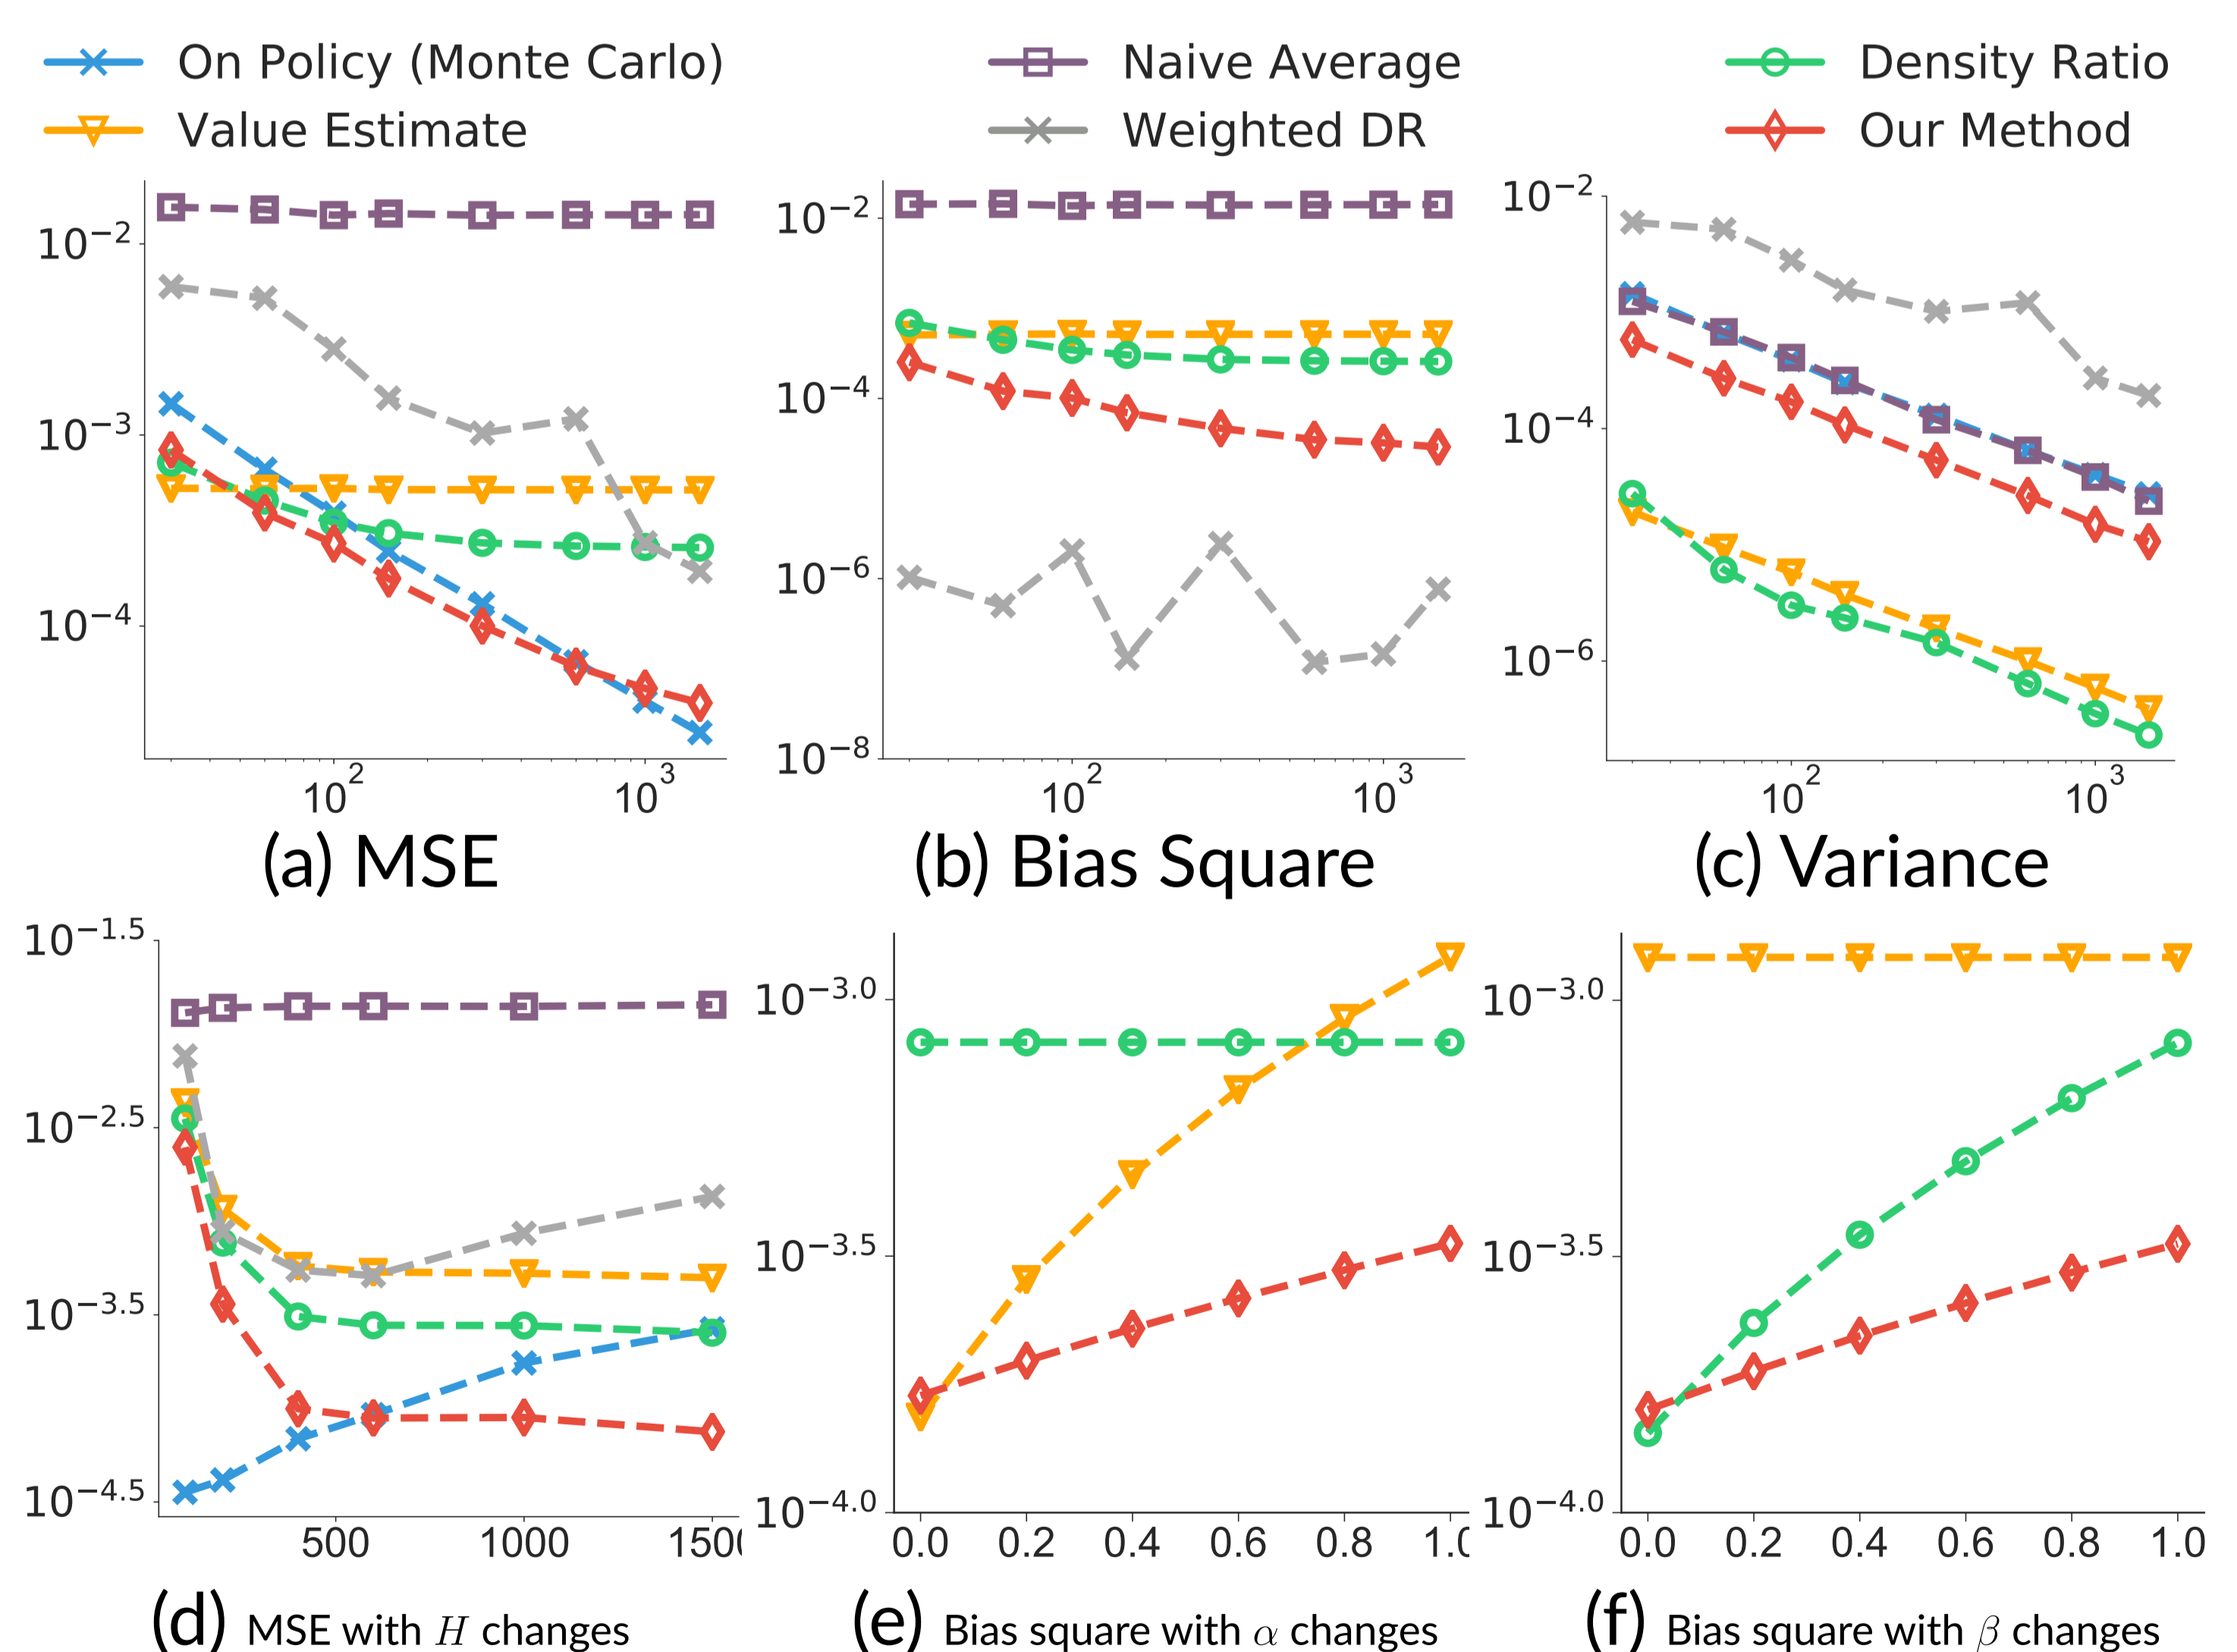 On Policy (Monte Carlo) Naive Average Density Ratio
Value Estimate Weighted DR Our Method
10^−2
10^−3
10^−4
10^2 10^3
(a) MSE
10^−2
10^−4
10^−6
10^−8
10^2 10^3
(b) Bias Square
10^−2
10^−4
10^−6
10^2 10^3
(c) Variance
10^−1.5
10^−2.5
10^−3.5
10^−4.5
500 1000 1500
(d) MSE with H changes
10^−3.0
10^−3.5
10^−4.0
0.0 0.2 0.4 0.6 0.8 1.0
(e) Bias square with α changes
10^−3.0
10^−3.5
10^−4.0
0.0 0.2 0.4 0.6 0.8 1.0
(f) Bias square with β changes